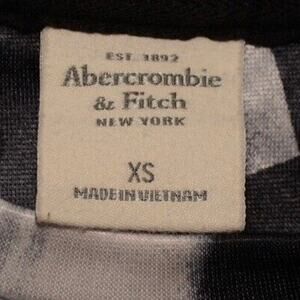 EST. 1892
Abercrombie
& Fitch
NEW YORK
XS
MADE IN VIETNAM